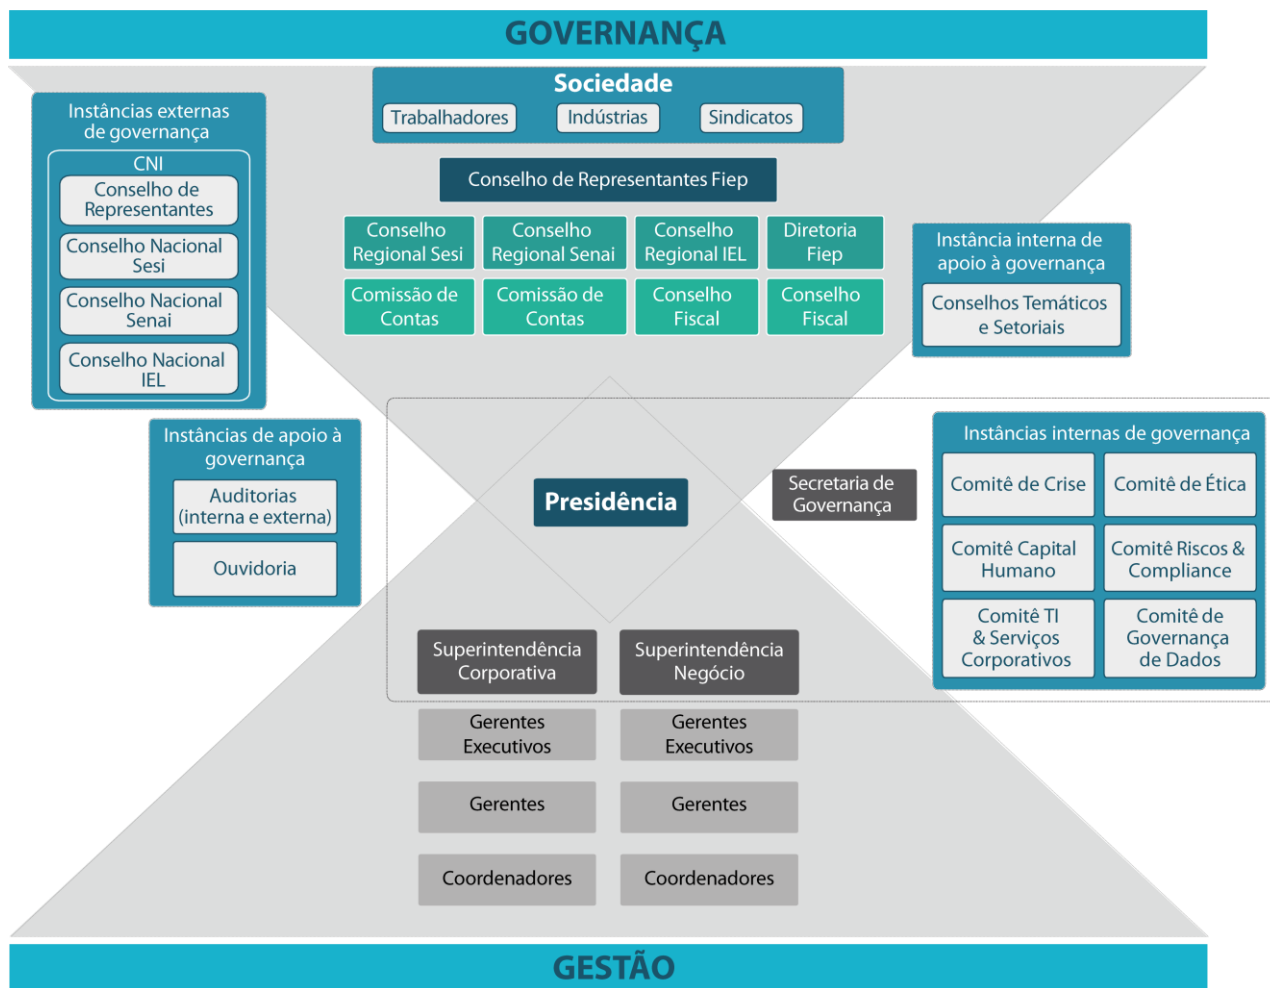 GOVERNANÇA
Sociedade
Trabalhadores
Indústrias
Sindicatos
Instâncias externas
de governança
CNI
Conselho de
Representantes
Conselho Nacional
Sesi
Conselho Nacional
Senai
Conselho Nacional
IEL
Conselho de Representantes Fiep
Conselho
Regional Sesi
Conselho
Regional Senai
Conselho
Regional IEL
Diretoria
Fiep
Comissão de
Contas
Comissão de
Contas
Conselho
Fiscal
Conselho
Fiscal
Instância interna de
apoio à governança
Conselhos Temáticos
e Setoriais
Instâncias de apoio à
governança
Auditorias
(interna e externa)
Ouvidoria
Presidência
Secretaria de
Governança
Instâncias internas de governança
Comitê de Crise
Comitê de Ética
Comitê Capital
Humano
Comitê Riscos &
Compliance
Comitê TI
& Serviços
Corporativos
Comitê de
Governança
de Dados
Superintendência
Corporativa
Superintendência
Negócio
Gerentes
Executivos
Gerentes
Executivos
Gerentes
Gerentes
Coordenadores
Coordenadores
GESTÃO